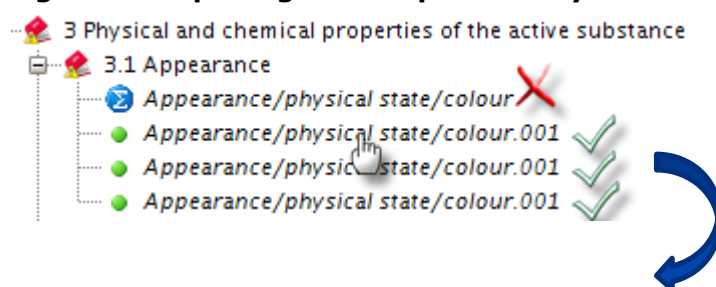 3 Physical and chemical properties of the active substance
3.1 Appearance
Appearance/physical state/colour
Appearance/physical state/colour.001
Appearance/physical state/colour.001
Appearance/physical state/colour.001